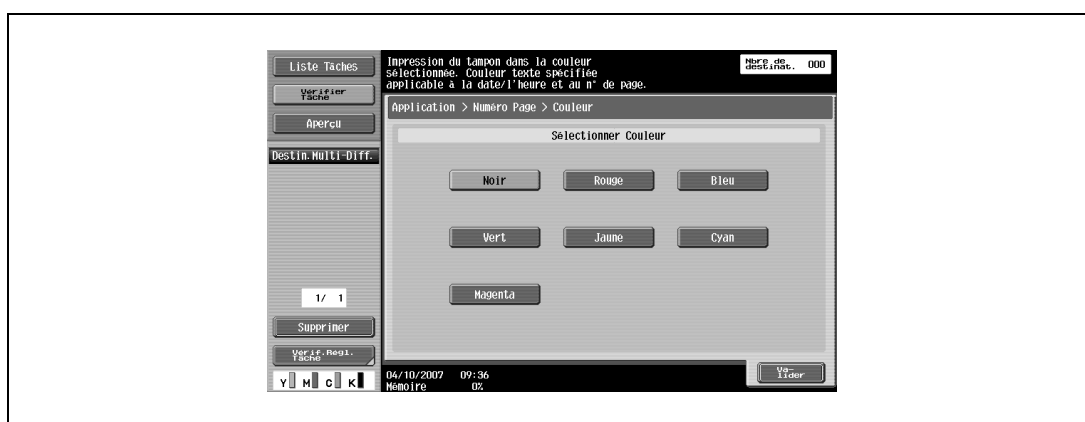 Liste Tâches
Vérifier
Tâche
Aperçu
Destin.Multi-Diff.
1/ 1
Supprimer
Vérif.Régl.
Tâche
Y M C K
Impression du tampon dans la couleur
sélectionnée. Couleur texte spécifiée
applicable à la date/l'heure et au n° de page.
Nbre de
destinat. 000
Application > Numéro Page > Couleur
Sélectionner Couleur
Noir Rouge Bleu
Vert Jaune Cyan
Magenta
04/10/2007 09:36
Mémoire 0%
Va-
lider